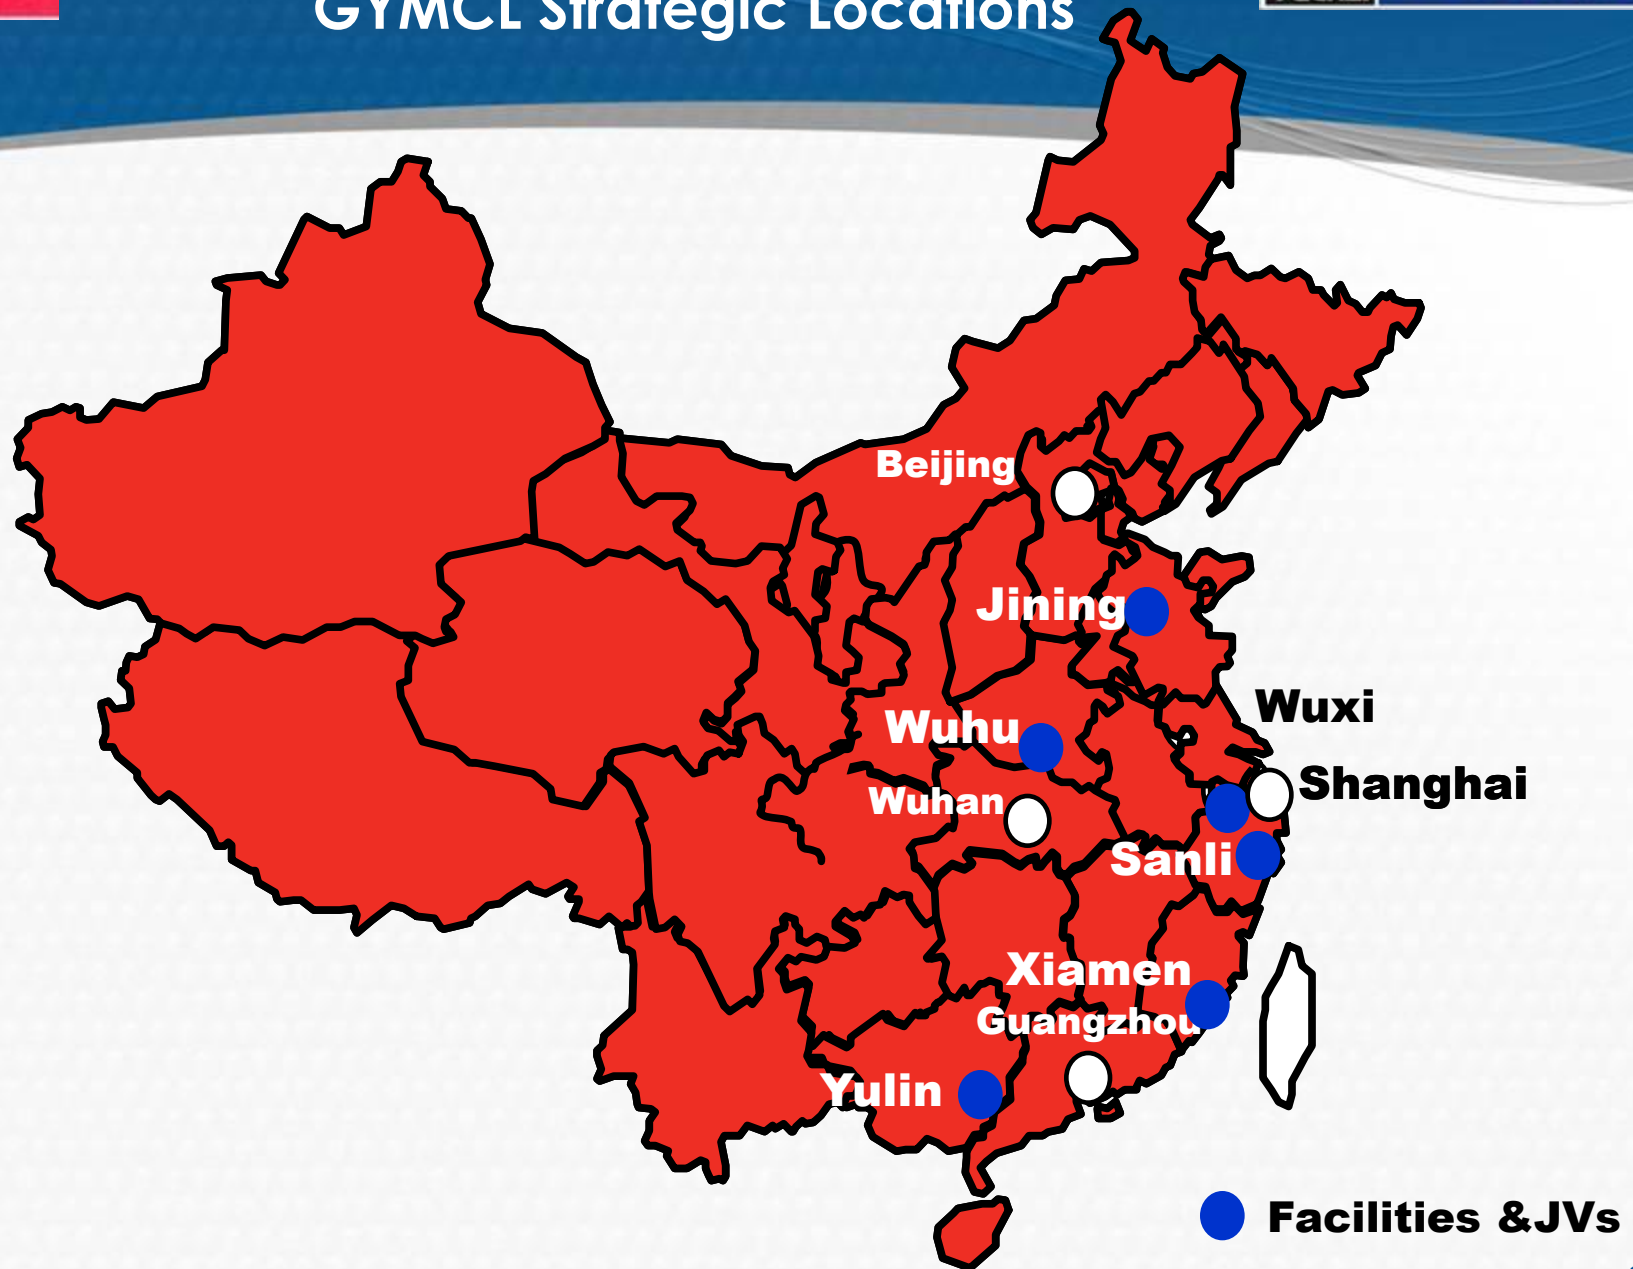 GYMCL Strategic Locations
Beijing
Jining
Wuxi
Wuhu
Shanghai
Wuhan
Sanli
Xiamen
Guangzhou
Yulin
Facilities &JVs